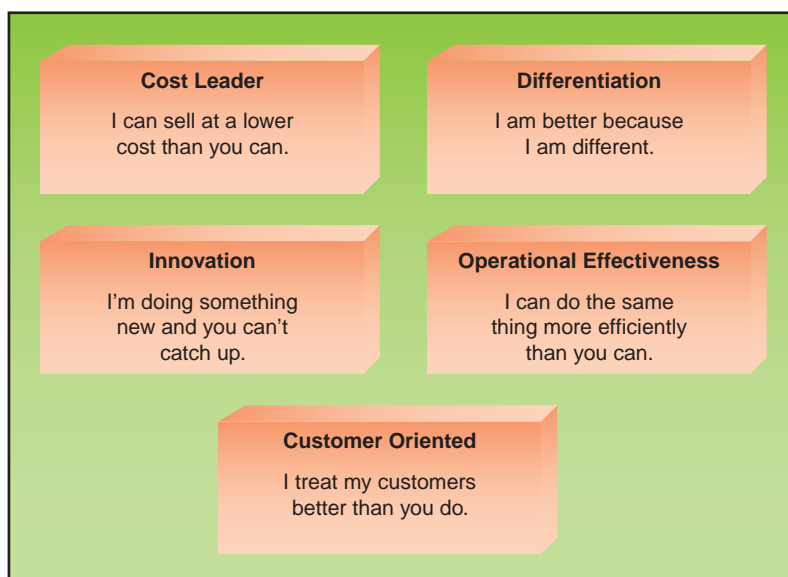 Cost Leader
I can sell at a lower
cost than you can.
Differentiation
I am better because
I am different.
Innovation
I’m doing something
new and you can’t
catch up.
Operational Effectiveness
I can do the same
thing more efficiently
than you can.
Customer Oriented
I treat my customers
better than you do.